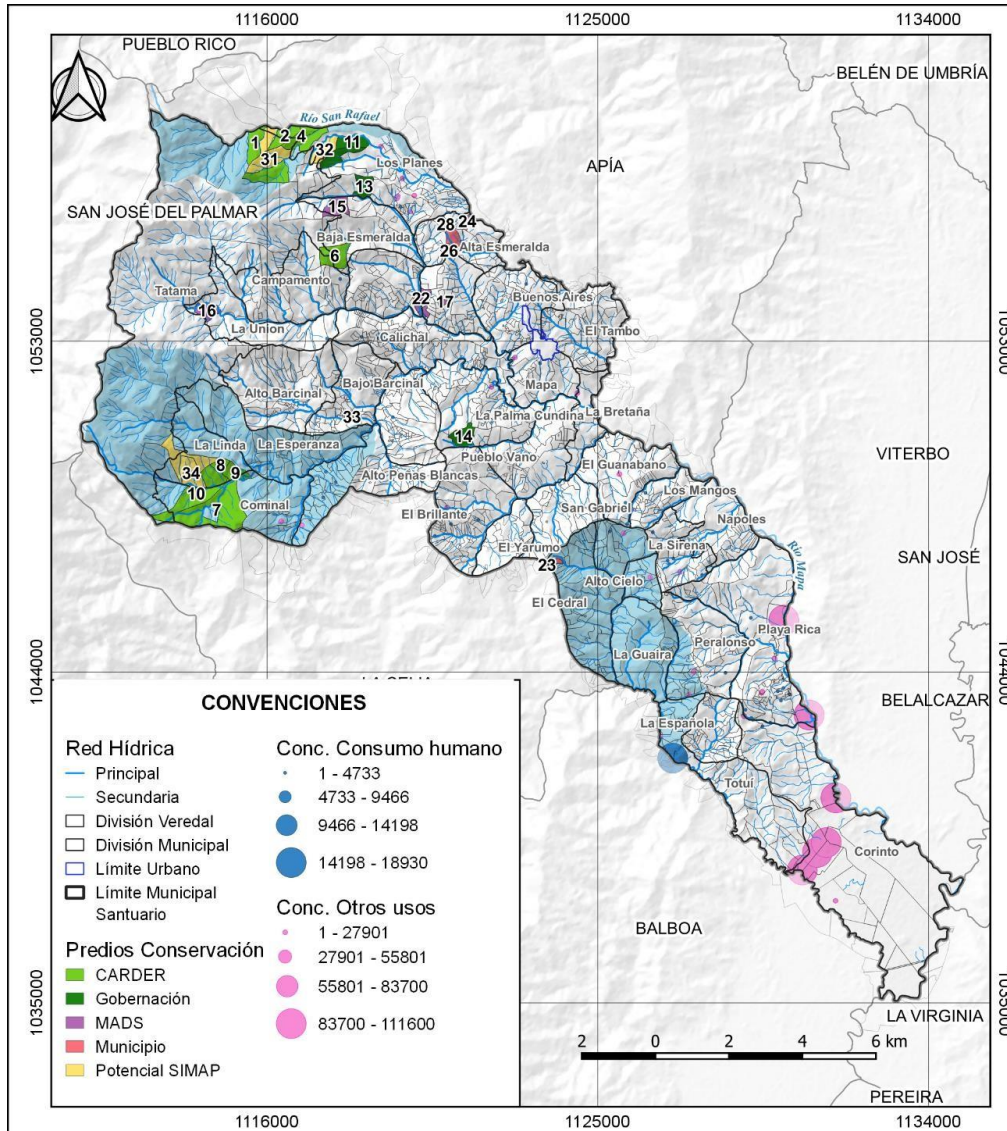 1116000 1125000 1134000
PUEBLO RICO
BELÉN DE UMBRÍA
Río San Rafael
1 2 4 11
32
31
Los Planes
APÍA
13
SAN JOSÉ DEL PALMAR
15
28 24
Baja Esmeralda
Alta Esmeralda
6
26
Campamento
Tatama
22 17
Buenos Aires
16
La Union
El Tambo
Calichal
1053000 1053000
Bajo Barcinal
Mapa
Alto Barcinal
33
La Palma Cundina
La Bretaña
14
La Linda
La Esperanza
Pueblo Vano
VITERBO
8
34 9
Alto Peñas Blancas
El Guanabano
10
7
Cominal
San Gabriel
Los Mangos
El Brillante
Napoles
El Yarumo
La Sirena
Río Mapa
SAN JOSÉ
23
Alto Cielo
El Cedral
Playa Rica
Peralonso
La Guaira
1044000 1044000
BELALCAZAR
La Española
Totuí
Corinto
BALBOA
1035000
LA VIRGINIA
PEREIRA
CONVENCIONES
Red Hídrica
Principal
Secundaria
División Veredal
División Municipal
Límite Urbano
Límite Municipal
Santuario
Predios Conservación
CARDER
Gobernación
MADS
Municipio
Potencial SIMAP
Conc. Consumo humano
1 - 4733
4733 - 9466
9466 - 14198
14198 - 18930
Conc. Otros usos
1 - 27901
27901 - 55801
55801 - 83700
83700 - 111600
2 0 2 4 6 km
1116000 1125000 1134000